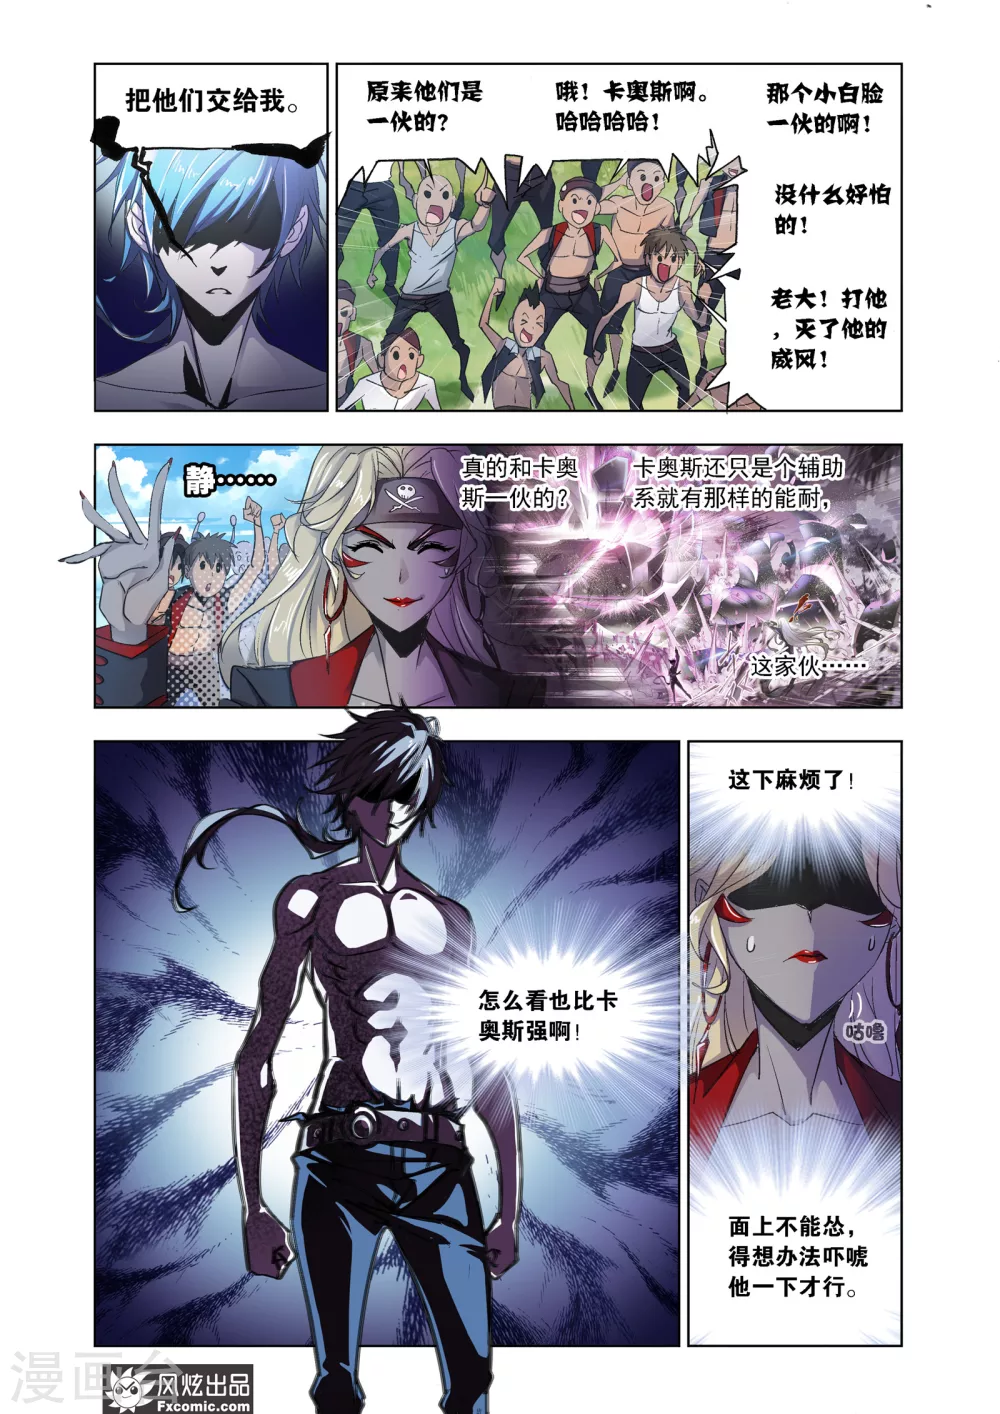 把他们交给我。
原来他们是
一伙的？
哦！卡奥斯啊。
哈哈哈哈！
那个小白脸
一伙的啊！
没什么好怕
的！
老大！打他
，灭了他的
威风！
静⋯⋯
真的和卡奥
斯一伙的？
卡奥斯还只是个辅助
系就有那样的能耐，
这家伙⋯⋯
怎么看也比卡
奥斯强啊！
这下麻烦了！
咕噜
面上不能怂，
得想办法吓唬
他一下才行。
漫画台
风炫出品
Fxcomic.com